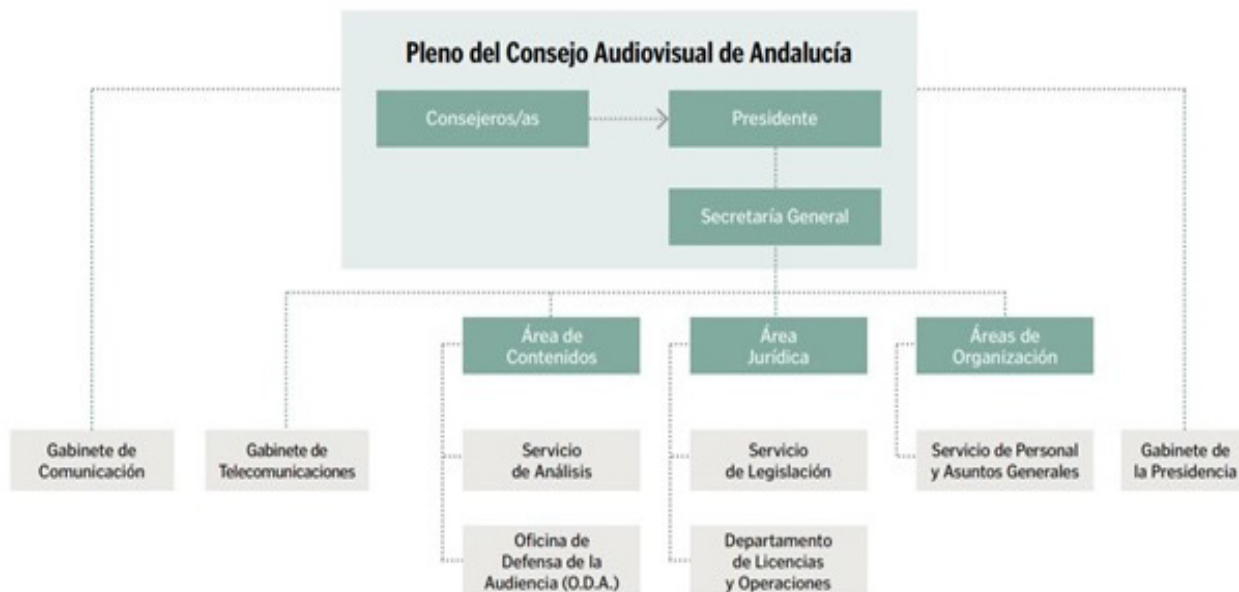 Pleno del Consejo Audiovisual de Andalucía
Consejeros/as
Presidente
Secretaría General
Área de
Contenidos
Área
Jurídica
Áreas de
Organización
Gabinete de
Comunicación
Gabinete de
Telecomunicaciones
Servicio
de Análisis
Servicio
de Legislación
Servicio de Personal
y Asuntos Generales
Gabinete de
la Presidencia
Oficina de
Defensa de la
Audiencia (O.D.A.)
Departamento
de Licencias
y Operaciones